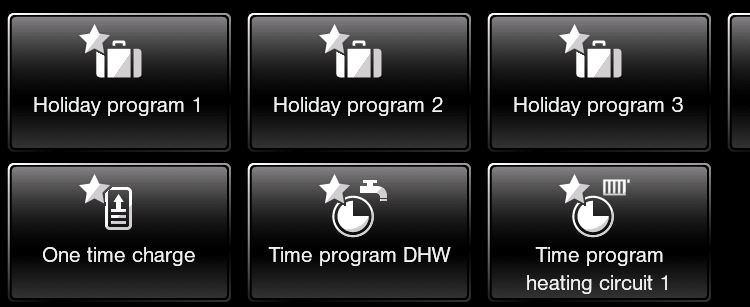 Holiday program 1
Holiday program 2
Holiday program 3
One time charge
Time program DHW
Time program
heating circuit 1